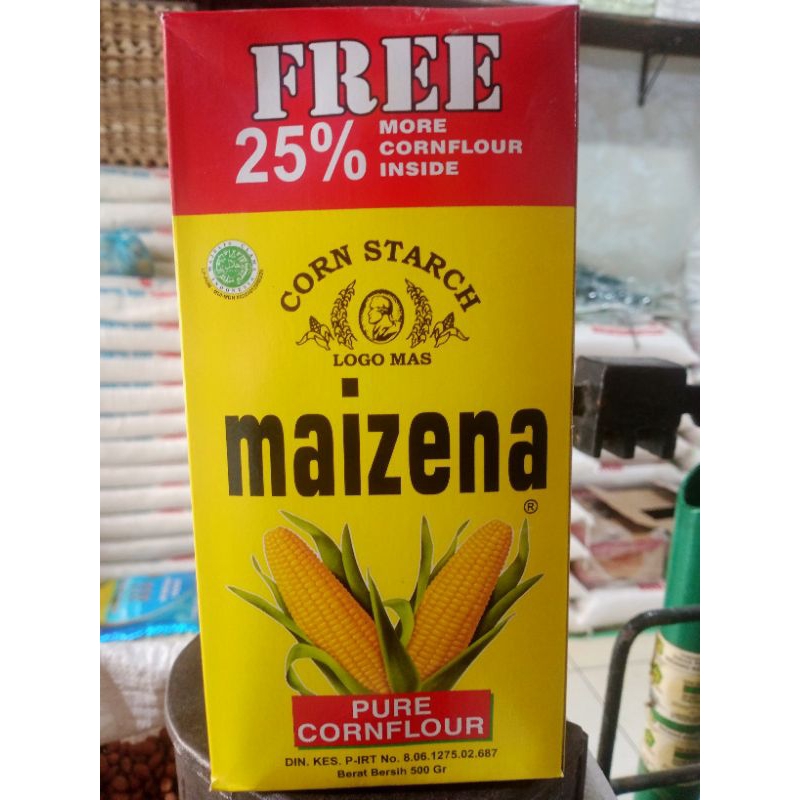 FREE
25%
MORE
CORNFLOUR
INSIDE
CORN STARCH
LOGO MAS
maizena
®
PURE
CORNFLOUR
DIN. KES. P-IRT No. 8.06.1275.02.687
Berat Bersih 500 Gr